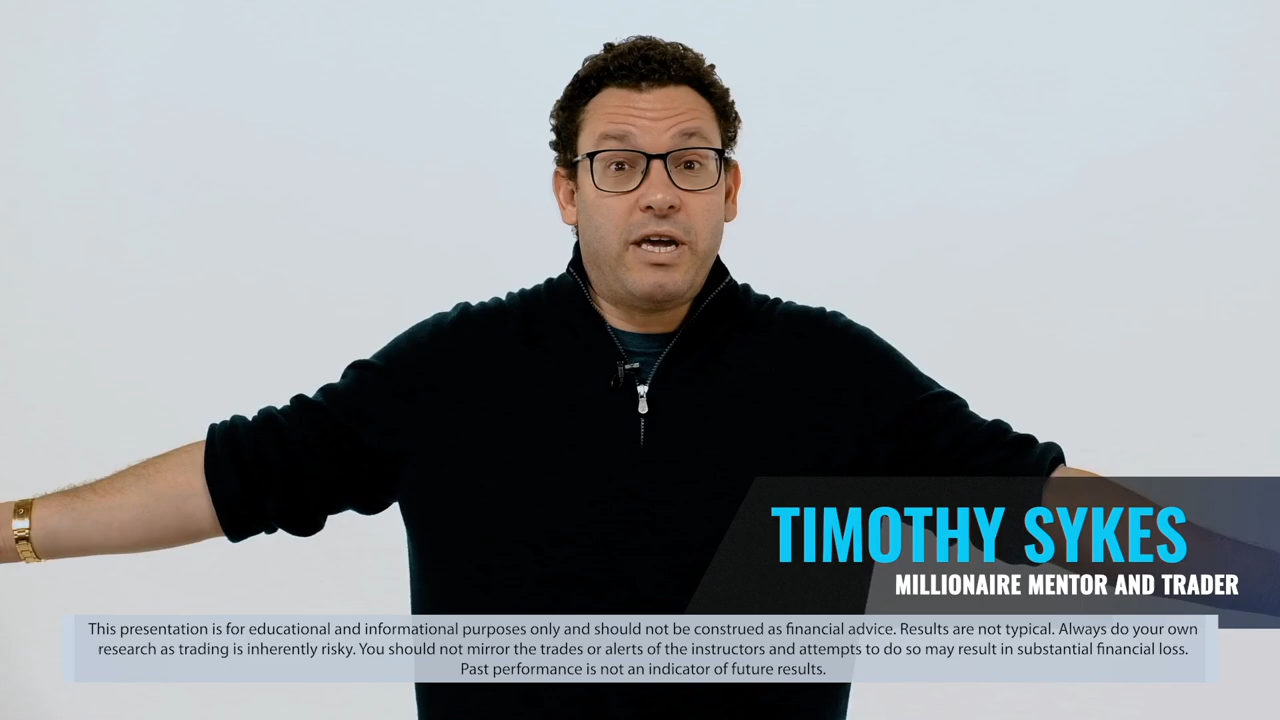 TIMOTHY SYKES
MILLIONAIRE MENTOR AND TRADER
This presentation is for educational and informational purposes only and should not be construed as financial advice. Results are not typical. Always do your own
research as trading is inherently risky. You should not mirror the trades or alerts of the instructors and attempts to do so may result in substantial financial loss.
Past performance is not an indicator of future results.